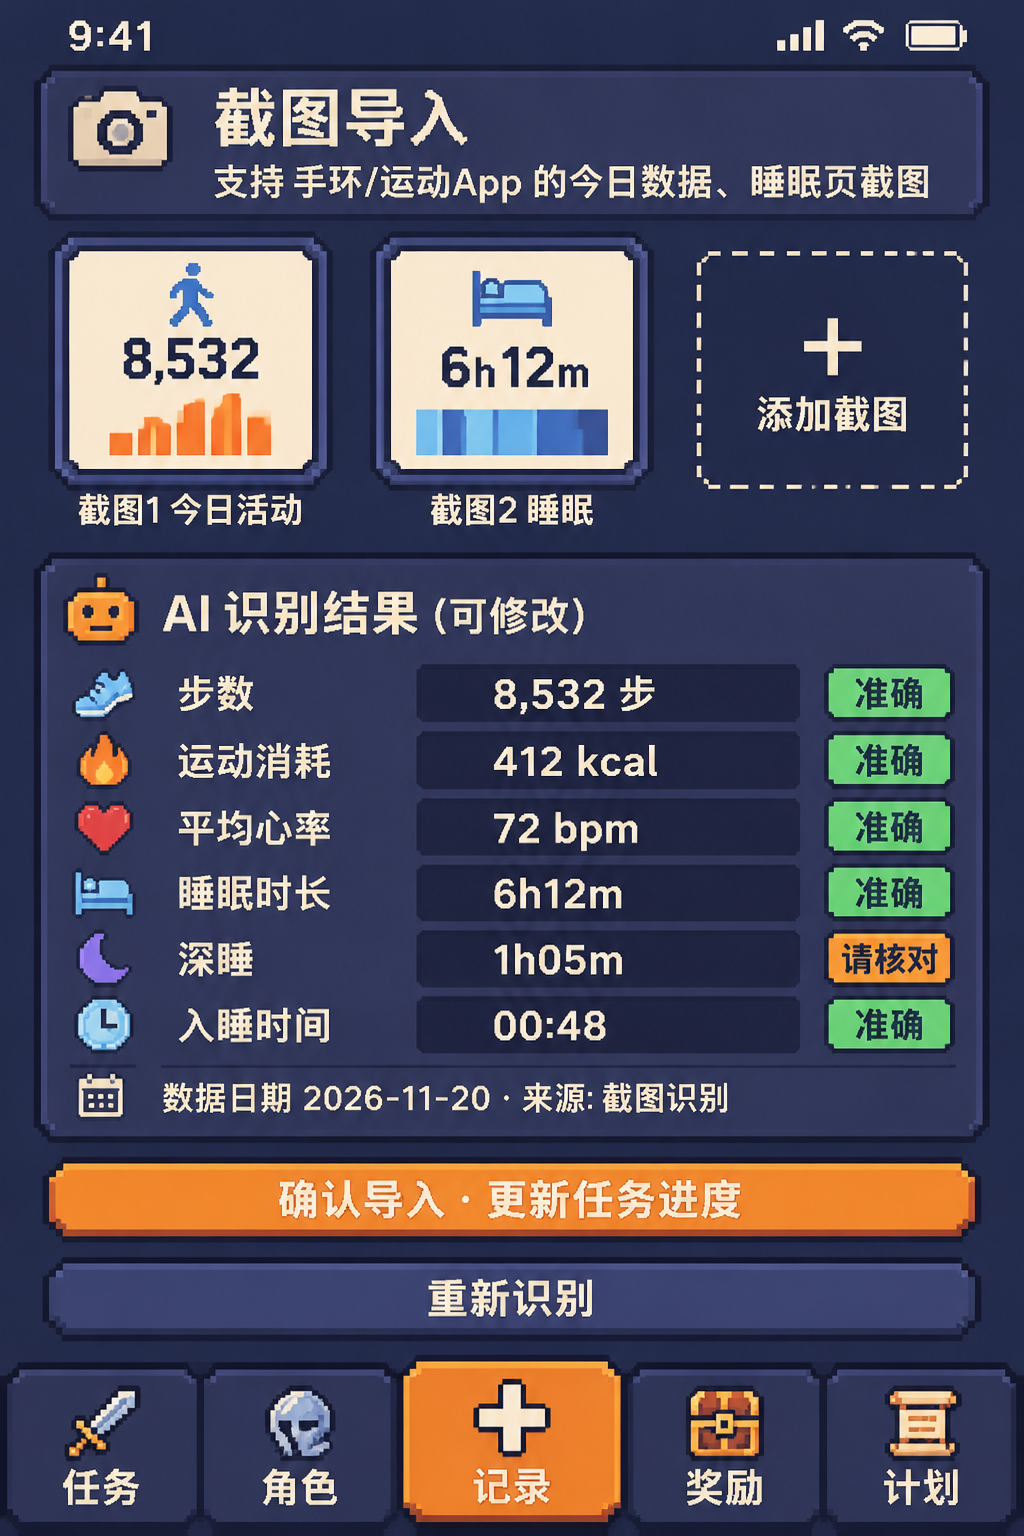 9:41
截图导入
支持 手环/运动App 的今日数据、睡眠页截图
8,532
6h12m
添加截图
截图1 今日活动
截图2 睡眠
AI 识别结果 (可修改)
步数 8,532 步 准确
运动消耗 412 kcal 准确
平均心率 72 bpm 准确
睡眠时长 6h12m 准确
深睡 1h05m 请核对
入睡时间 00:48 准确
数据日期 2026-11-20 · 来源: 截图识别
确认导入 · 更新任务进度
重新识别
任务 角色 记录 奖励 计划